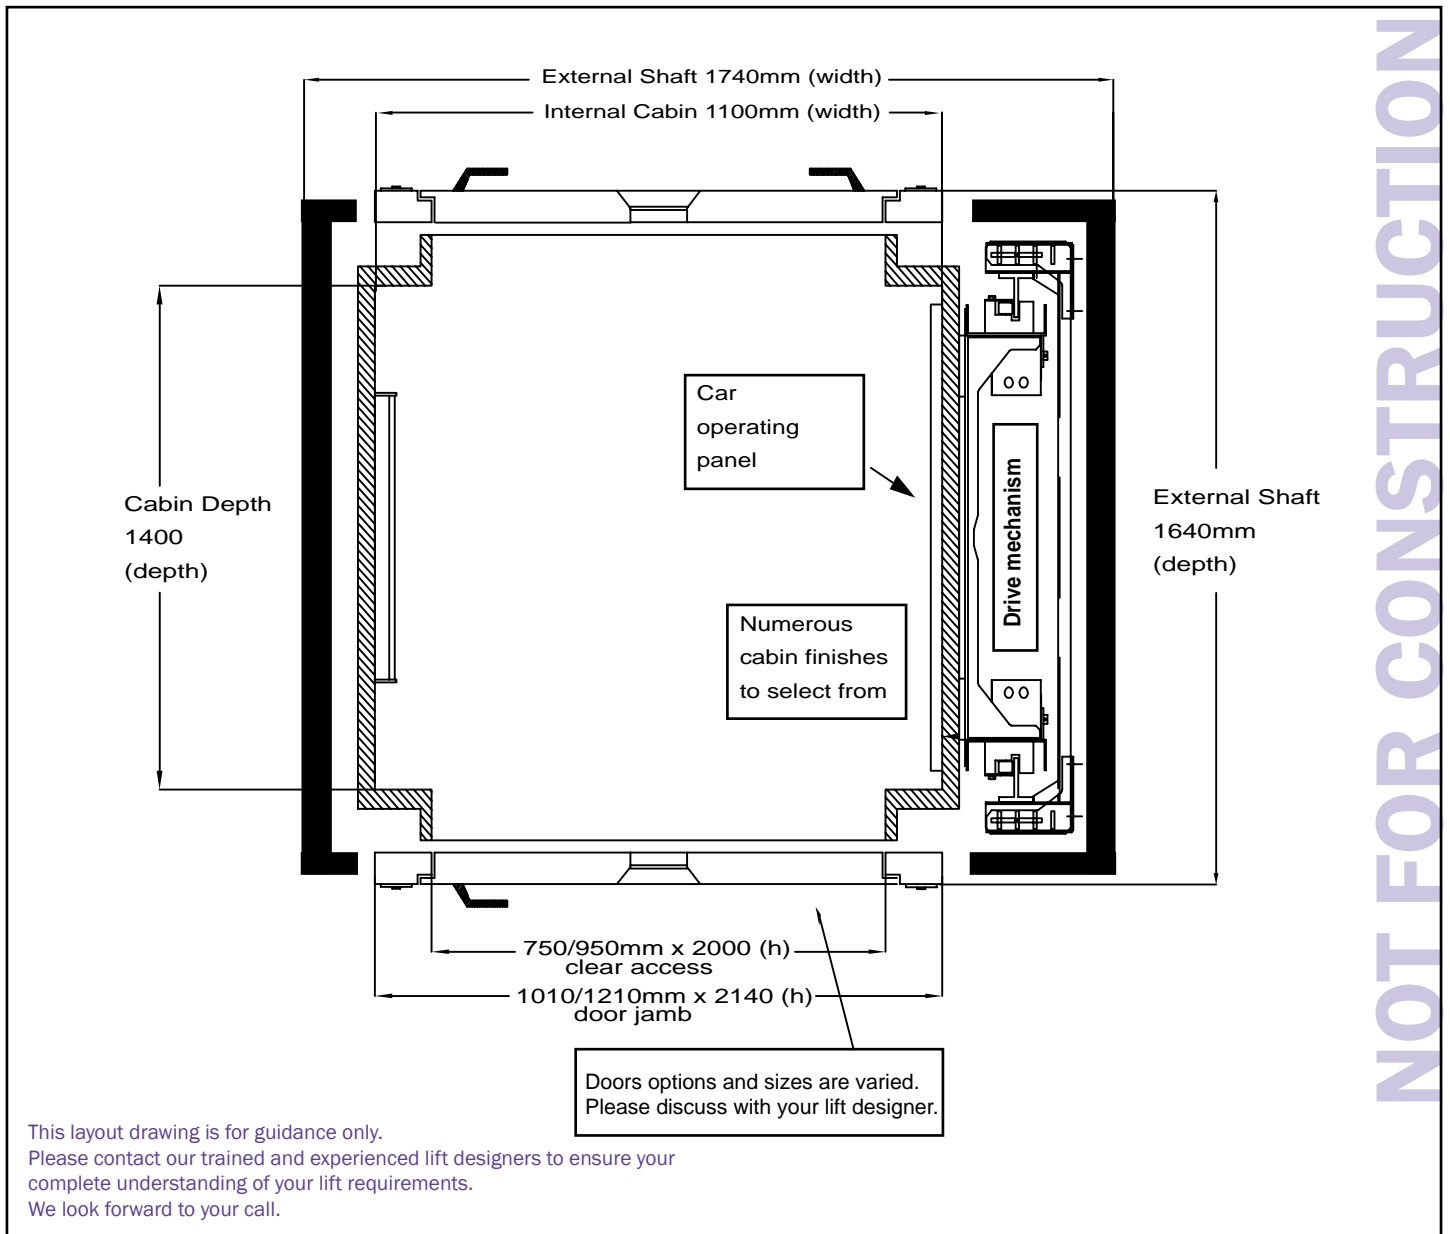 External Shaft 1740mm (width)
Internal Cabin 1100mm (width)
Car
operating
panel
Cabin Depth
1400
(depth)
External Shaft
1640mm
(depth)
Drive mechanism
Numerous
cabin finishes
to select from
750/950mm x 2000 (h)
clear access
1010/1210mm x 2140 (h)
door jamb
Doors options and sizes are varied.
Please discuss with your lift designer.
This layout drawing is for guidance only.
Please contact our trained and experienced lift designers to ensure your
complete understanding of your lift requirements.
We look forward to your call.
NOT FOR CONSTRUCTION